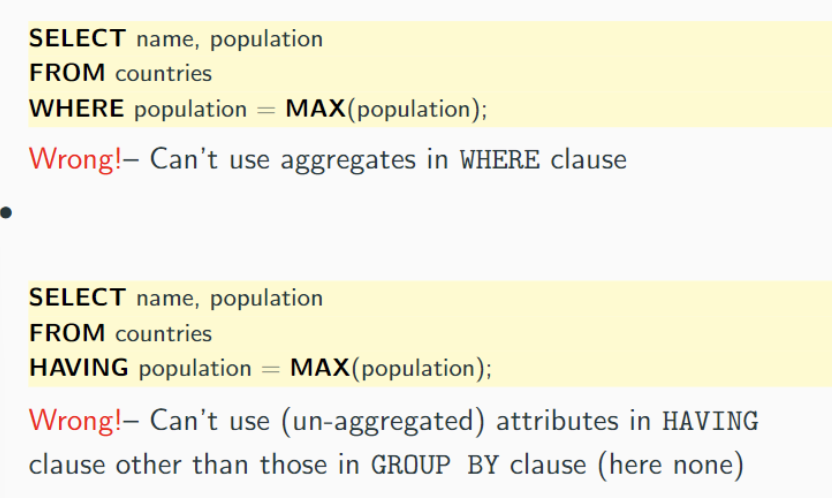 SELECT name, population
FROM countries
WHERE population = MAX(population);
Wrong!– Can't use aggregates in WHERE clause
•
SELECT name, population
FROM countries
HAVING population = MAX(population);
Wrong!– Can't use (un-aggregated) attributes in HAVING
clause other than those in GROUP BY clause (here none)